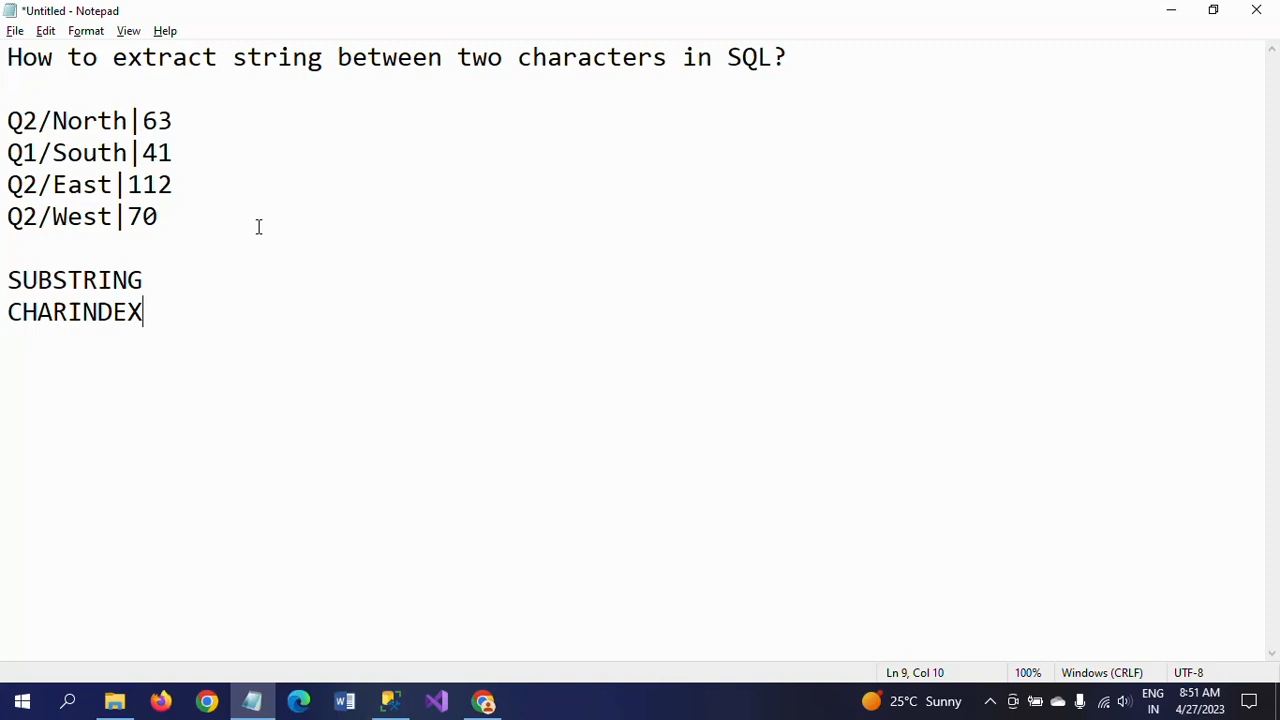 *Untitled - Notepad
File Edit Format View Help
How to extract string between two characters in SQL?
Q2/North|63
Q1/South|41
Q2/East|112
Q2/West|70
SUBSTRING
CHARINDEX
Ln 9, Col 10 100% Windows (CRLF) UTF-8
25°C Sunny
ENG
IN
8:51 AM
4/27/2023